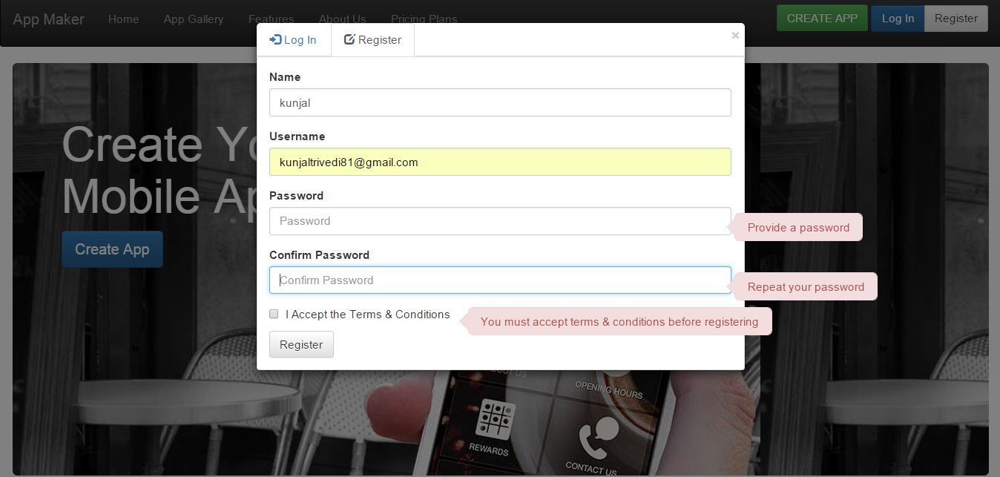 App Maker Home App Gallery Features About Us Pricing Plans CREATE APP Log In Register
Log In Register ×
Name
kunjal
Username
kunjaltrivedi81@gmail.com
Password
Password
Provide a password
Confirm Password
Confirm Password
Repeat your password
I Accept the Terms & Conditions
You must accept terms & conditions before registering
Register
Create Yo
Mobile Ap
Create App
OUT US
OPENING HOURS
REWARDS
CONTACT US